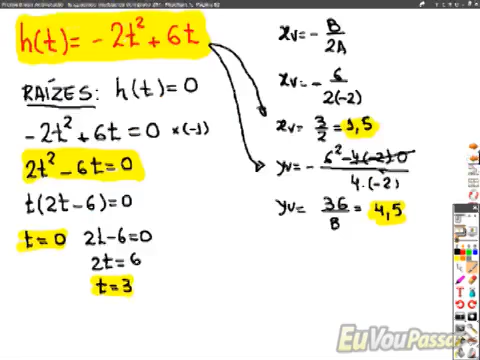 h(t) = -2t² + 6t
RAÍZES: h(t) = 0
-2t² + 6t = 0 ×(-1)
2t² - 6t = 0
t(2t - 6) = 0
t = 0 2t - 6 = 0
2t = 6
t = 3
xv = - B/2A
xv = - 6/2(-2)
xv = 3/2 = 1,5
yv = - 6² - 4(-2)·0/4·(-2)
yv = 36/8 = 4,5
EuVouPassar